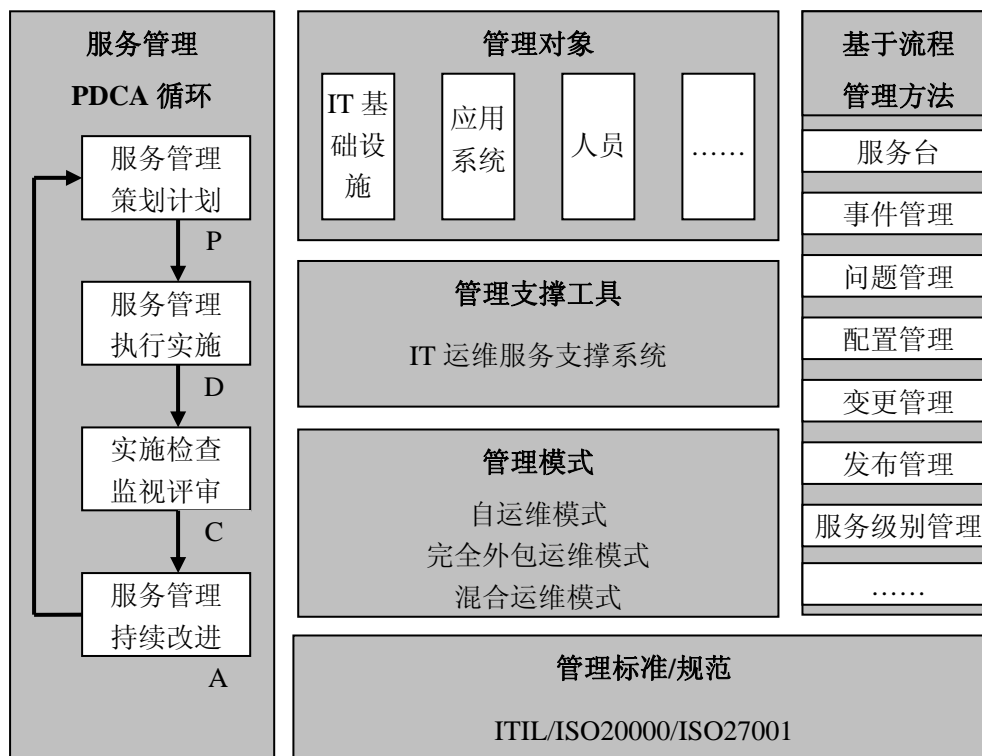 服务管理
PDCA 循环
服务管理
策划计划
P
服务管理
执行实施
D
实施检查
监视评审
C
服务管理
持续改进
A
管理对象
IT 基
础设
施
应用
系统
人员
……
管理支撑工具
IT 运维服务支撑系统
管理模式
自运维模式
完全外包运维模式
混合运维模式
基于流程
管理方法
服务台
事件管理
问题管理
配置管理
变更管理
发布管理
服务级别管理
……
管理标准/规范
ITIL/ISO20000/ISO27001